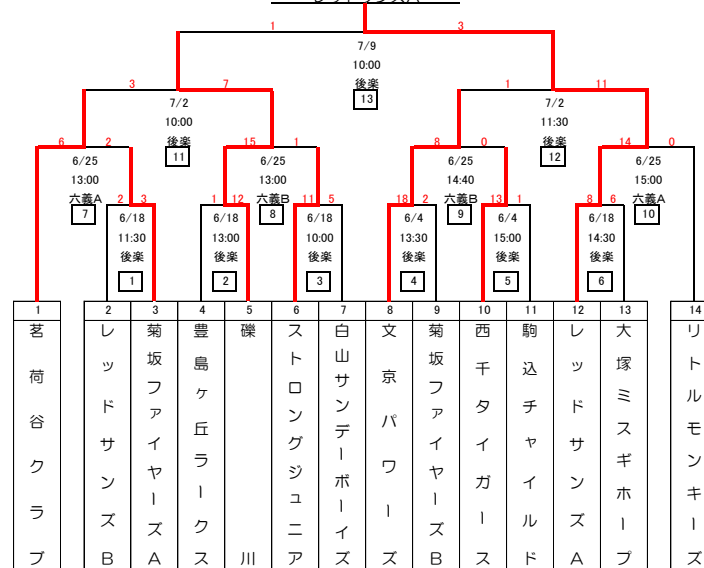 1 3
7/9
10:00
後楽
13
3 7 1 11
7/2 7/2
10:00 11:30
後楽 後楽
11 12
6 2 15 1 8 0 14 0
6/25 6/25 6/25 6/25
13:00 13:00 14:40 15:00
六義A 六義B 六義B 六義A
7 8 9 10
2 3 1 12 11 5 18 2 13 1 8 6
6/18 6/18 6/18 6/4 6/4 6/18
11:30 13:00 10:00 13:30 15:00 14:30
後楽 後楽 後楽 後楽 後楽 後楽
1 2 3 4 5 6
1 2 3 4 5 6 7 8 9 10 11 12 13 14
茗荷谷クラブ
レッドサンズB
菊坂ファイヤーズA
豊島ヶ丘ラークス
礫川
ストロングジュニア
白山サンデーボーイズ
文京パワーズ
菊坂ファイヤーズB
西千タイガース
駒込チャイルド
レッドサンズA
大塚ミスギホープ
リトルモンキーズ